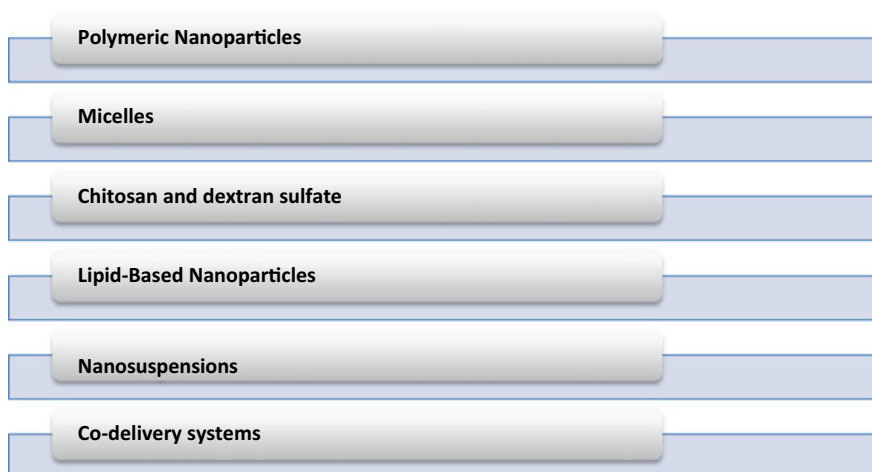 Polymeric Nanoparticles
Micelles
Chitosan and dextran sulfate
Lipid-Based Nanoparticles
Nanosuspensions
Co-delivery systems